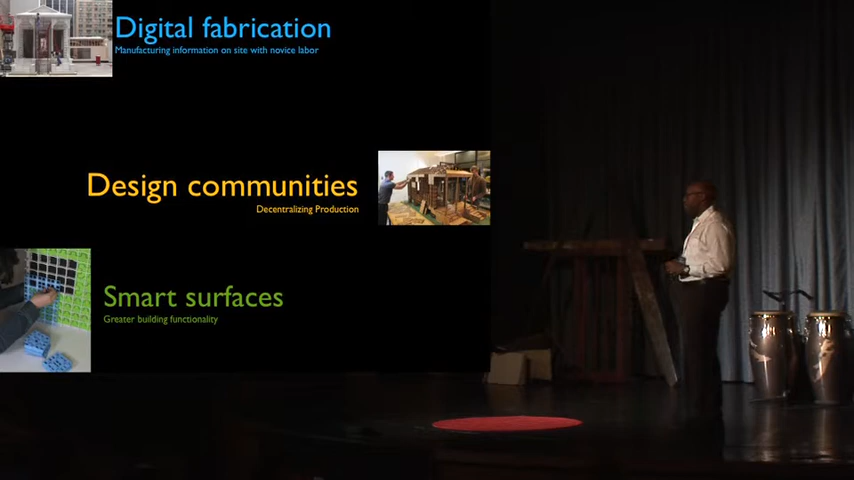 Digital fabrication
Manufacturing information on site with novice labor
Design communities
Decentralizing Production
Smart surfaces
Greater building functionality